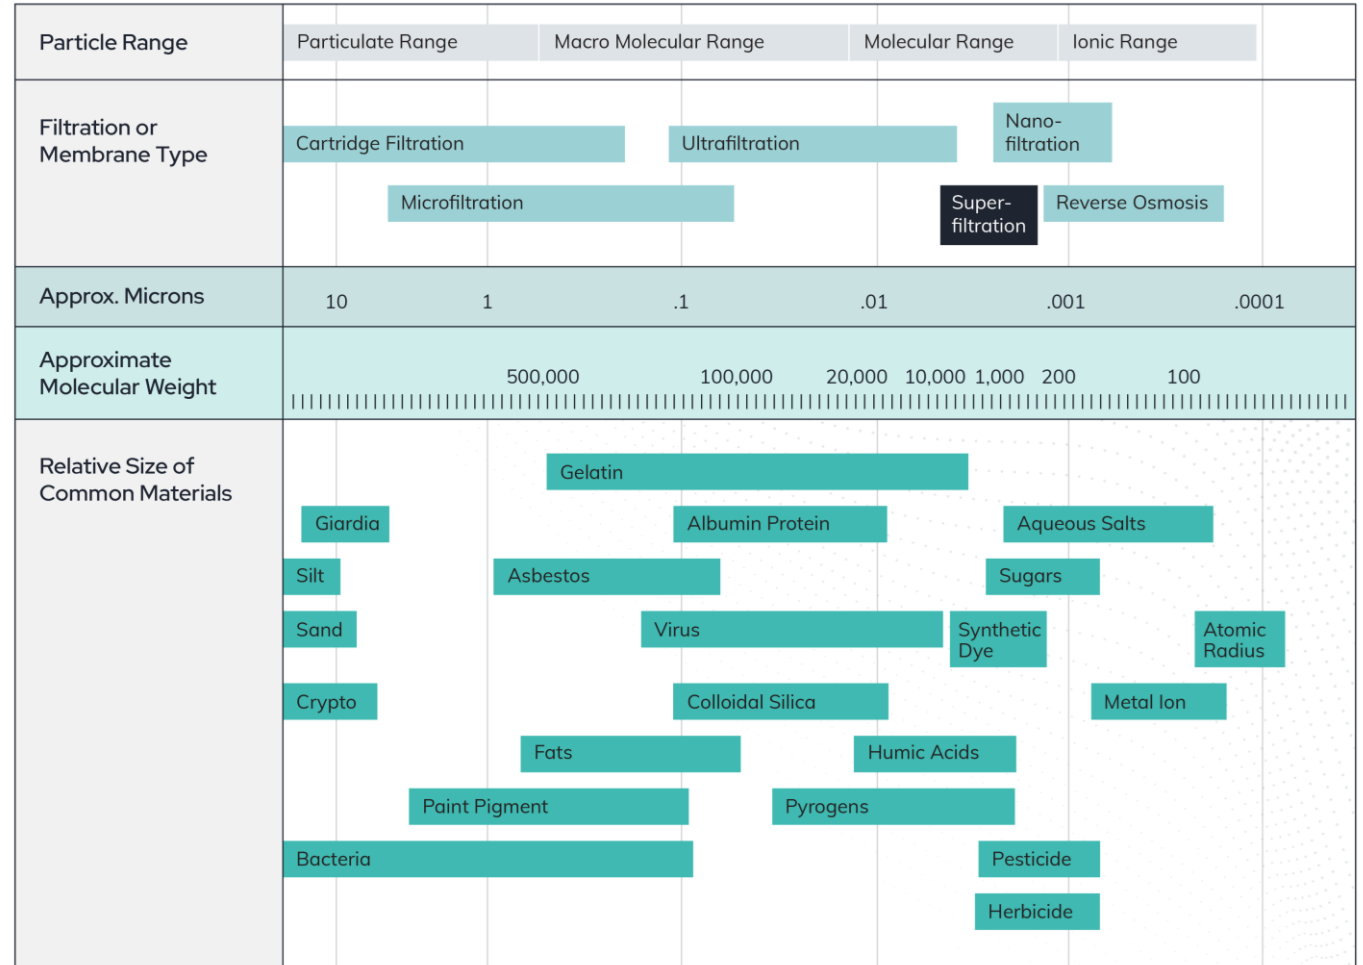 Particle Range
Particulate Range
Macro Molecular Range
Molecular Range
Ionic Range
Filtration or
Membrane Type
Cartridge Filtration
Ultrafiltration
Nano-
filtration
Microfiltration
Super-
filtration
Reverse Osmosis
Approx. Microns
10
1
.1
.01
.001
.0001
Approximate
Molecular Weight
500,000
100,000
20,000
10,000
1,000
200
100
Relative Size of
Common Materials
Gelatin
Giardia
Albumin Protein
Aqueous Salts
Silt
Asbestos
Sugars
Sand
Virus
Synthetic
Dye
Atomic
Radius
Crypto
Colloidal Silica
Metal Ion
Fats
Humic Acids
Paint Pigment
Pyrogens
Bacteria
Pesticide
Herbicide